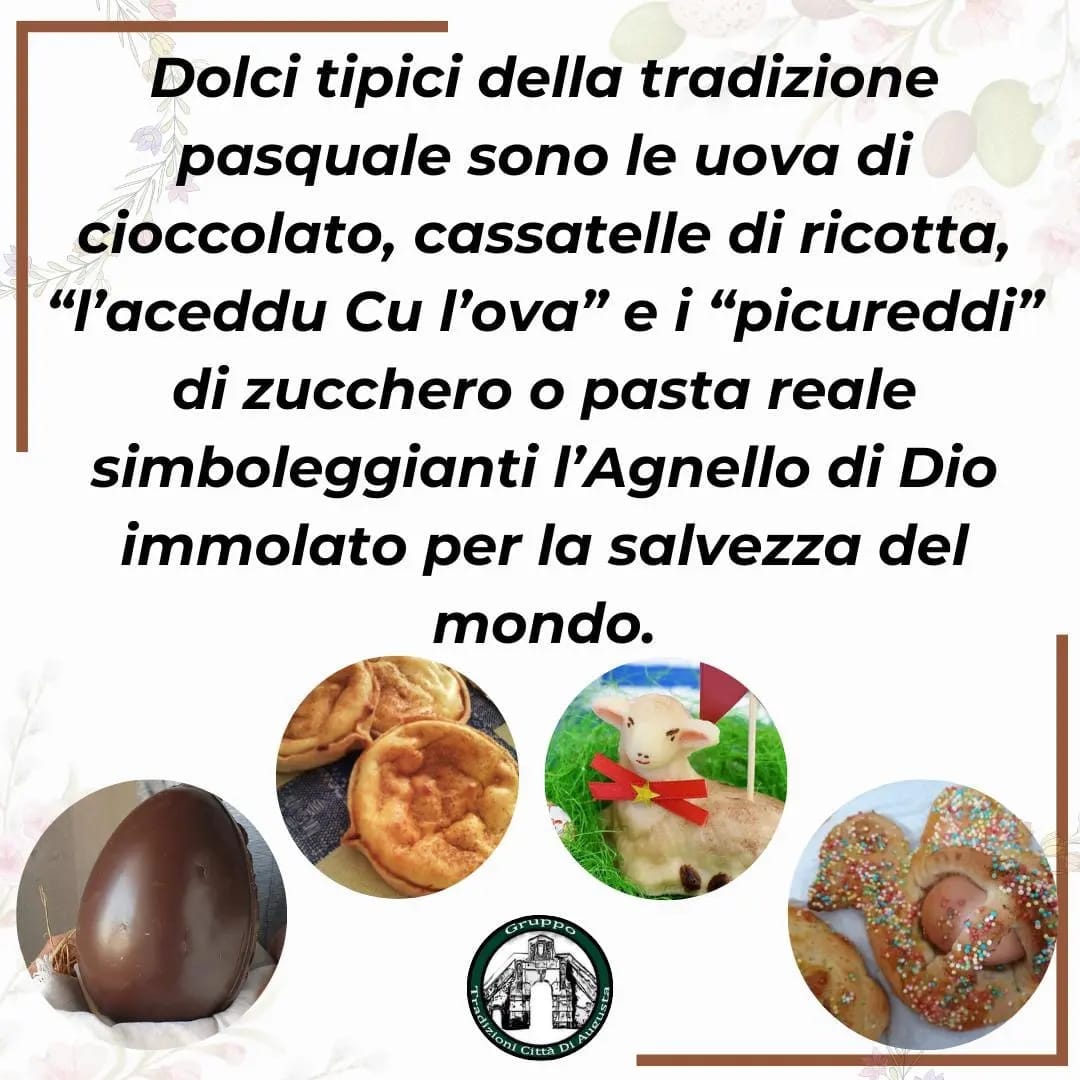 Dolci tipici della tradizione
pasquale sono le uova di
cioccolato, cassatelle di ricotta,
“l’aceddu Cu l’ova” e i “picureddi”
di zucchero o pasta reale
simboleggianti l’Agnello di Dio
immolato per la salvezza del
mondo.
Gruppo
Tradizioni Città Di Augusta